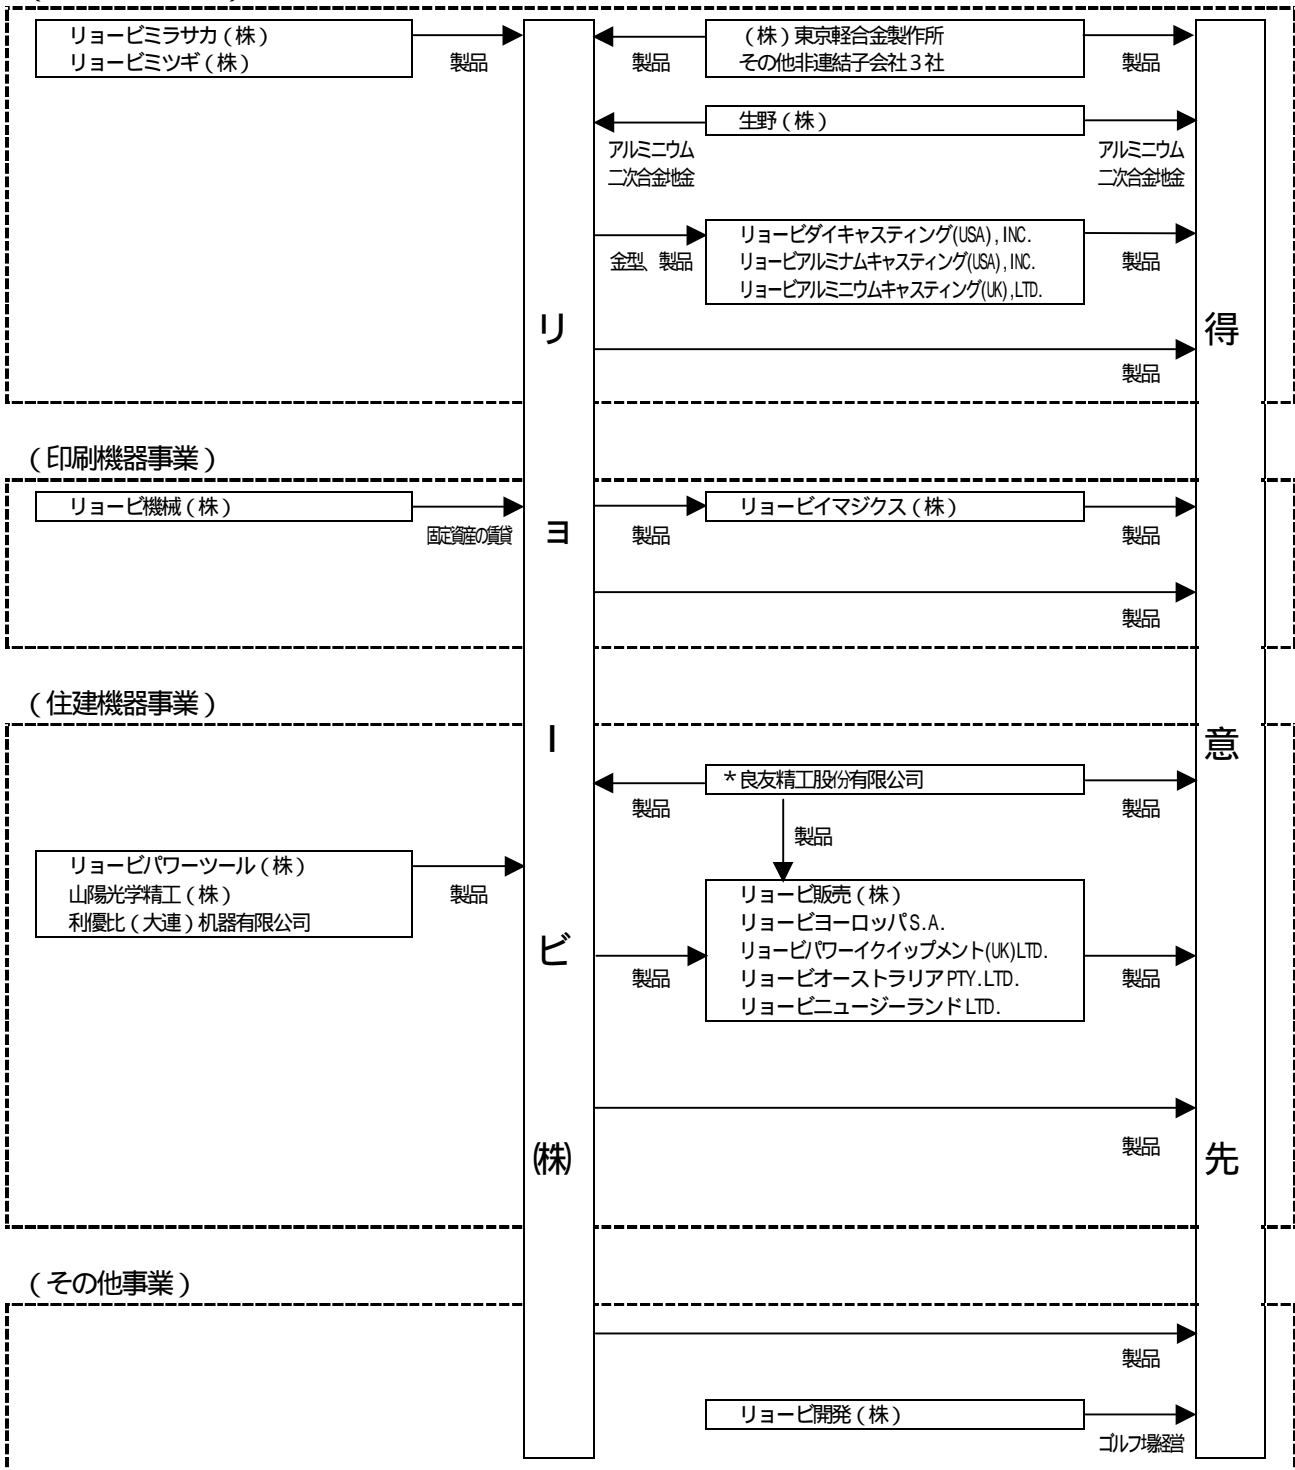 リョービミラサカ（株）
リョービミツギ（株）
製品
製品
（株）東京軽合金製作所
その他非連結子会社３社
製品
生野（株）
アルミニウム
二次合金地金
アルミニウム
二次合金地金
金型、製品
リョービダイキャスティング(USA),INC.
リョービアルミナムキャスティング(USA),INC.
リョービアルミニウムキャスティング(UK),LTD.
製品
製品
（印刷機器事業）
リョービ機械（株）
固定資産の賃貸
製品
リョービイマジクス（株）
製品
製品
（住建機器事業）
＊良友精工股份有限公司
製品
製品
製品
リョービパワーツール（株）
山陽光学精工（株）
利優比（大連）机器有限公司
製品
製品
リョービ販売（株）
リョービヨーロッパS.A.
リョービパワーイクイップメント(UK)LTD.
リョービオーストラリアPTY.LTD.
リョービニュージーランドLTD.
製品
製品
（その他事業）
製品
リョービ開発（株）
ゴルフ場経営
リョービ㈱
得意先